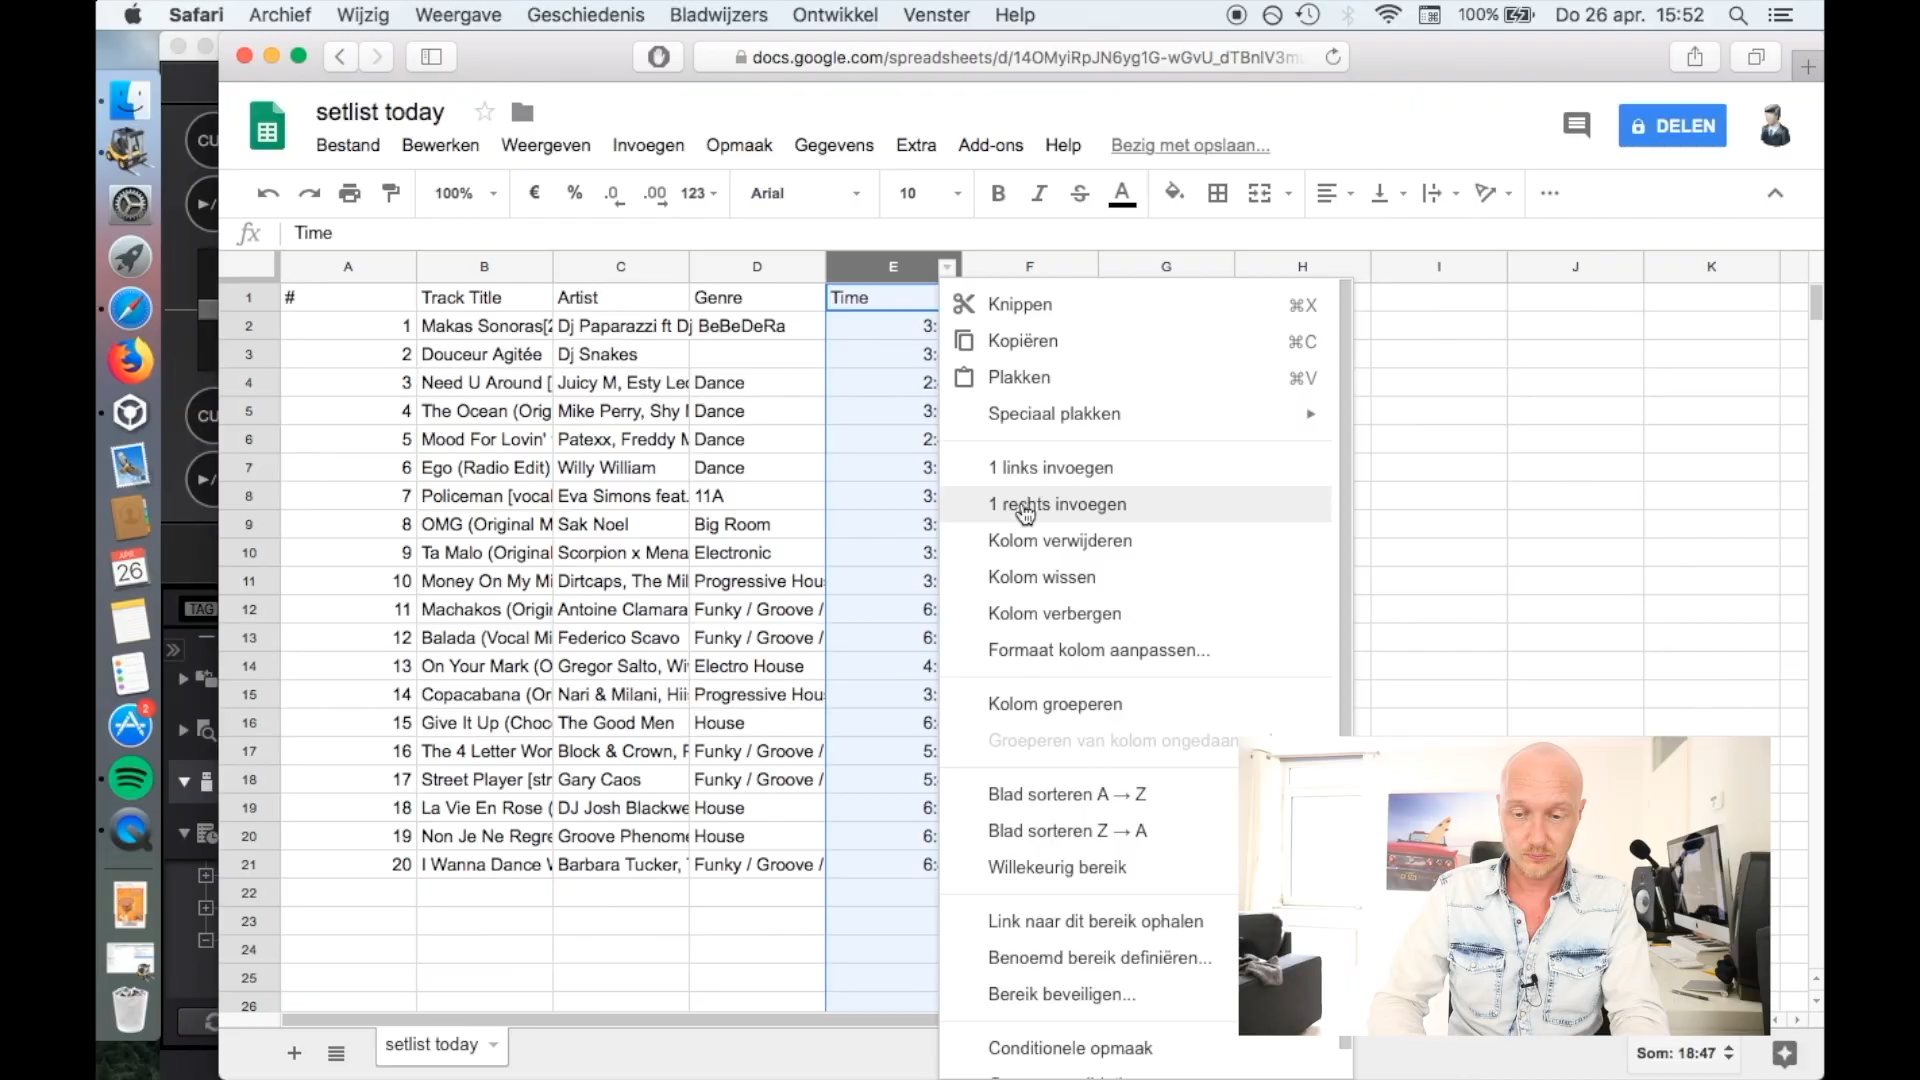 Safari Archief Wijzig Weergave Geschiedenis Bladwijzers Ontwikkel Venster Help 100% Do 26 apr. 15:52
docs.google.com/spreadsheets/d/14OMyiRpJN6yg1G-wGvU_dTBnlV3m
setlist today
DELEN
Bestand Bewerken Weergeven Invoegen Opmaak Gegevens Extra Add-ons Help Bezig met opslaan...
100% € % .0 .00 123 Arial 10 B I S A
fx Time
A B C D E F G H I J K
1 # Track Title Artist Genre Time
2 1 Makas Sonoras[2 Dj Paparazzi ft Dj BeBeDeRa 3:
3 2 Douceur Agitée Dj Snakes 3:
4 3 Need U Around [ Juicy M, Esty Leo Dance 2:
5 4 The Ocean (Orig Mike Perry, Shy Dance 3:
6 5 Mood For Lovin' Patexx, Freddy M Dance 2:
7 6 Ego (Radio Edit) Willy William Dance 3:
8 7 Policeman [vocal Eva Simons feat. 11A 3:
9 8 OMG (Original M Sak Noel Big Room 3:
10 9 Ta Malo (Original Scorpion x Mena Electronic 3:
11 10 Money On My Mi Dirtcaps, The Mil Progressive Hou 3:
12 11 Machakos (Origi Antoine Clamara Funky / Groove / 6:
13 12 Balada (Vocal Mi Federico Scavo Funky / Groove / 6:
14 13 On Your Mark (O Gregor Salto, Wi Electro House 4:
15 14 Copacabana (Or Nari & Milani, Hi Progressive Hou 3:
16 15 Give It Up (Choc The Good Men House 6:
17 16 The 4 Letter Wor Block & Crown, Funky / Groove / 5:
18 17 Street Player [str Gary Caos Funky / Groove / 5:
19 18 La Vie En Rose ( DJ Josh Blackwe House 6:
20 19 Non Je Ne Regre Groove Phenome House 6:
21 20 I Wanna Dance Barbara Tucker, Funky / Groove / 6:
22
23
24
25
26
Knippen ⌘X
Kopiëren ⌘C
Plakken ⌘V
Speciaal plakken
1 links invoegen
1 rechts invoegen
Kolom verwijderen
Kolom wissen
Kolom verbergen
Formaat kolom aanpassen...
Kolom groeperen
Groeperen van kolom ongedaan
Blad sorteren A → Z
Blad sorteren Z → A
Willekeurig bereik
Link naar dit bereik ophalen
Benoemd bereik definiëren...
Bereik beveiligen...
Conditionele opmaak
setlist today
Som: 18:47
CU
CU
TAG
APR
26
2